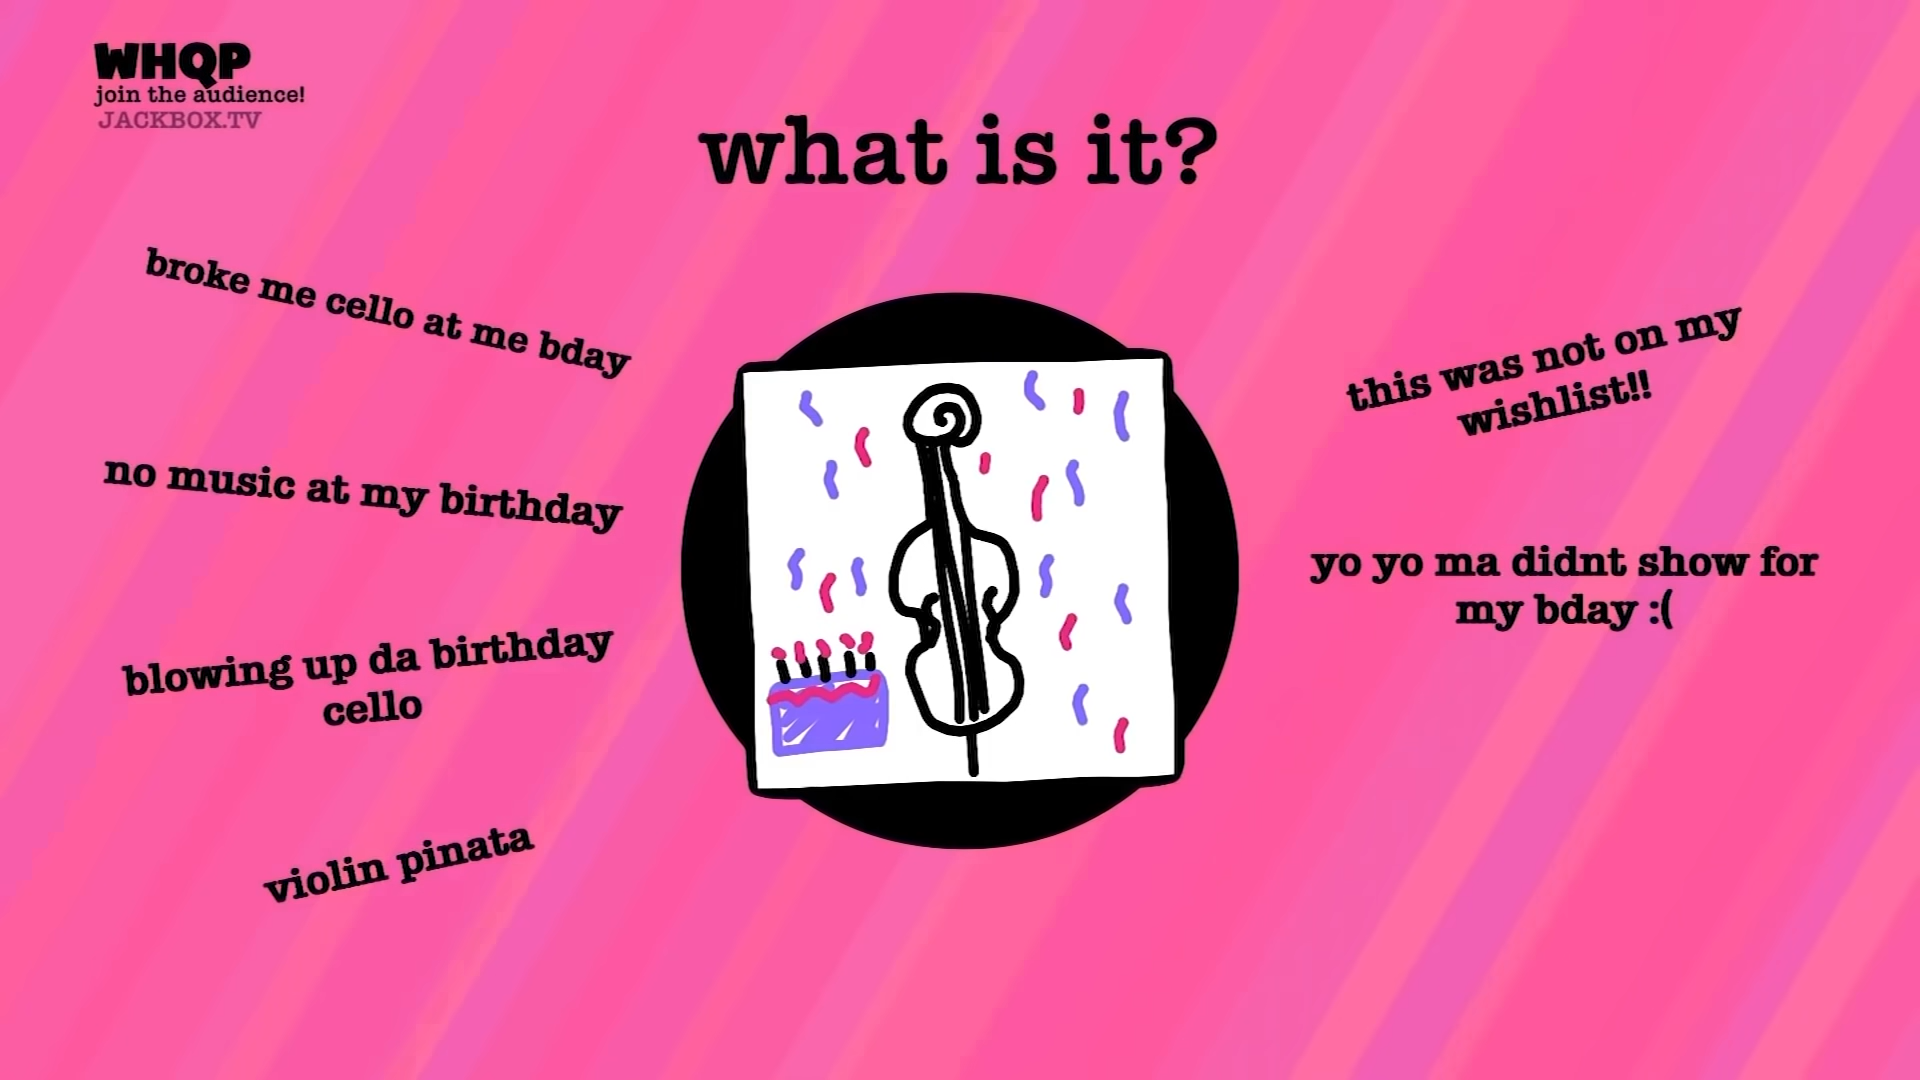 WHQP
join the audience!
JACKBOX.TV
what is it?
broke me cello at me bday
no music at my birthday
blowing up da birthday
cello
violin pinata
this was not on my
wishlist!!
yo yo ma didnt show for
my bday :(